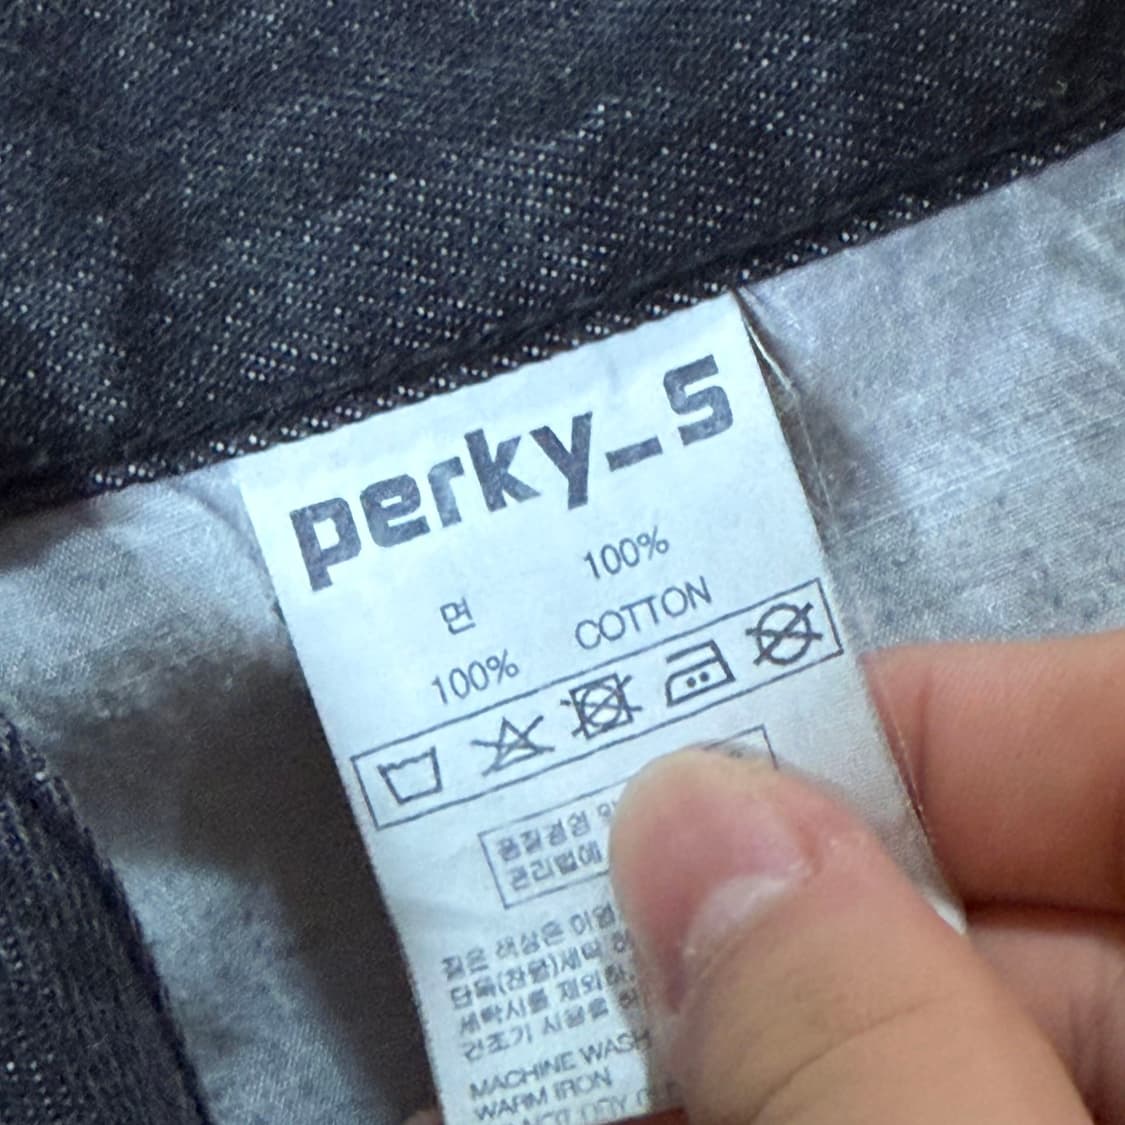 perky_s
면 100%
100% COTTON
품질경영 및
관리법에
짙은 색상은 이염
단독(찬물)세탁
세탁시를 제외하
건조기 사용을
MACHINE WASH
WARM IRON